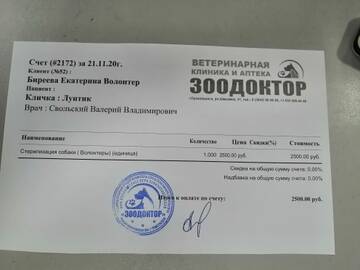 ВЕТЕРИНАРНАЯ
КЛИНИКА И АПТЕКА
ЗООДОКТОР
Счет (#2172) за 21.11.20г.
Клиент (№52) :
Биреева Екатерина Волонтер
Пациент :
Кличка : Лунтик
Врач : Свольский Валерий Владимирович
Наименование Количество Цена Скидка(%) Стоимость
Стерилизация собаки ( Волонтеры) (единица) 1.000 2500.00 руб. 2500.00 руб.
Скидка на общую сумму счета: 0,00%
Надбавка на общую сумму счета: 0,00%
Итого к оплате по счету: 2500.00 руб.
ЗООДОКТОР